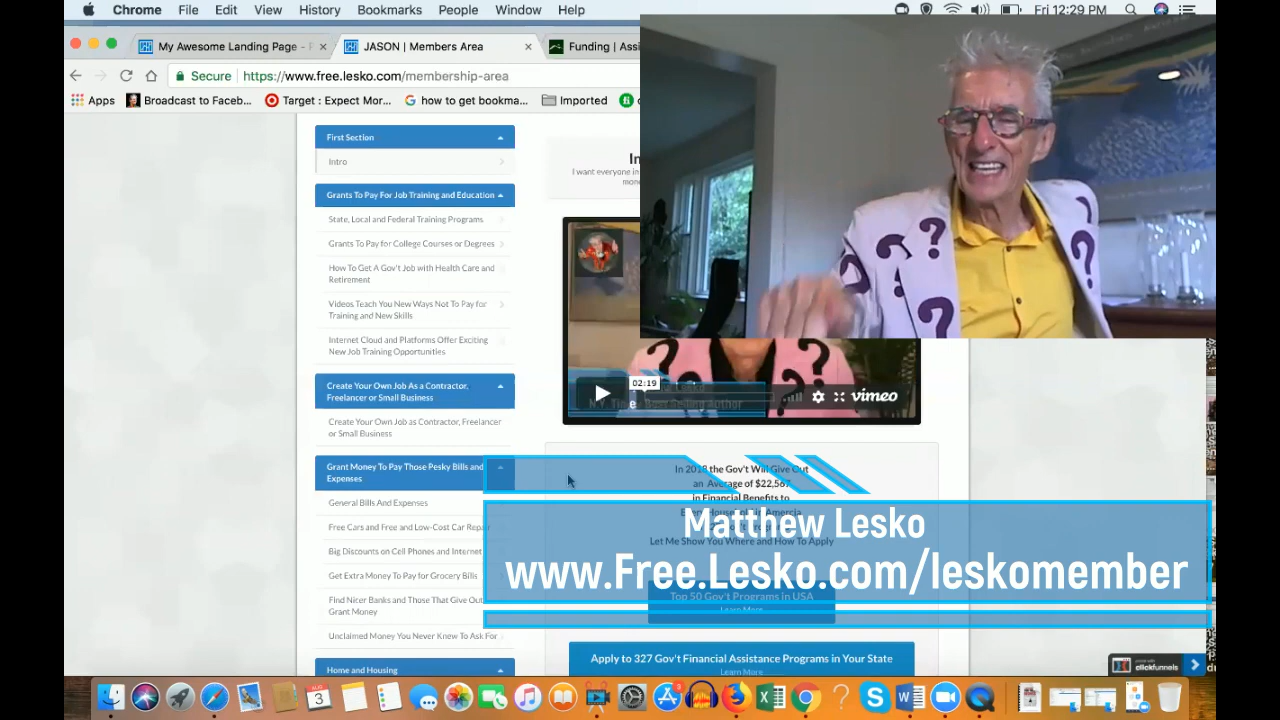 Chrome File Edit View History Bookmarks People Window Help
Fri 12:29 PM
My Awesome Landing Page
JASON | Members Area
Funding | Assi
Secure https://www.free.lesko.com/membership-area
Apps Broadcast to Faceb... Target : Expect Mor... how to get bookma... Imported
First Section
Intro
Grants To Pay For Job Training and Education
State, Local and Federal Training Programs
Grants To Pay for College Courses or Degrees
How To Get A Gov't Job with Health Care and
Retirement
Videos Teach You New Ways Not To Pay for
Training and New Skills
Internet Cloud and Platforms Offer Exciting
New Job Training Opportunities
Create Your Own Job As a Contractor,
Freelancer or Small Business
Create Your Own Job as Contractor, Freelancer
or Small Business
Grant Money To Pay Those Pesky Bills and
Expenses
General Bills And Expenses
Free Cars and Free and Low-Cost Car Repair
Big Discounts on Cell Phones and Internet
Get Extra Money To Pay for Grocery Bills
Find Nicer Banks and Those That Give Out
Grant Money
Unclaimed Money You Never Knew To Ask For
Home and Housing
In
I want everyone in
mone
02:19
vimeo
In 2018 the Gov't Will Give Out
an Average of $22,567
in Financial Benefits to
Let Me Show You Where and How To Apply
Matthew Lesko
www.Free.Lesko.com/leskomember
Top 50 Gov't Programs in USA
Learn More
Apply to 327 Gov't Financial Assistance Programs in Your State
Learn More
clickfunnels
AUG
3
? ? ? ? ?